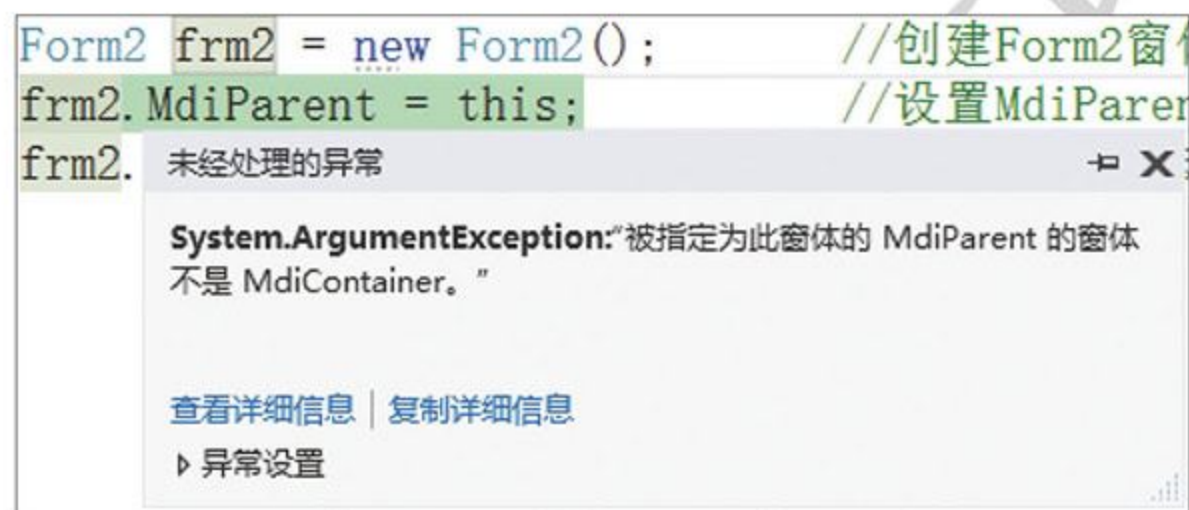 Form2 frm2 = new Form2(); //创建Form2窗
frm2.MdiParent = this; //设置MdiParen
frm2.
未经处理的异常
System.ArgumentException:“被指定为此窗体的 MdiParent 的窗体
不是 MdiContainer。”
查看详细信息 | 复制详细信息
异常设置